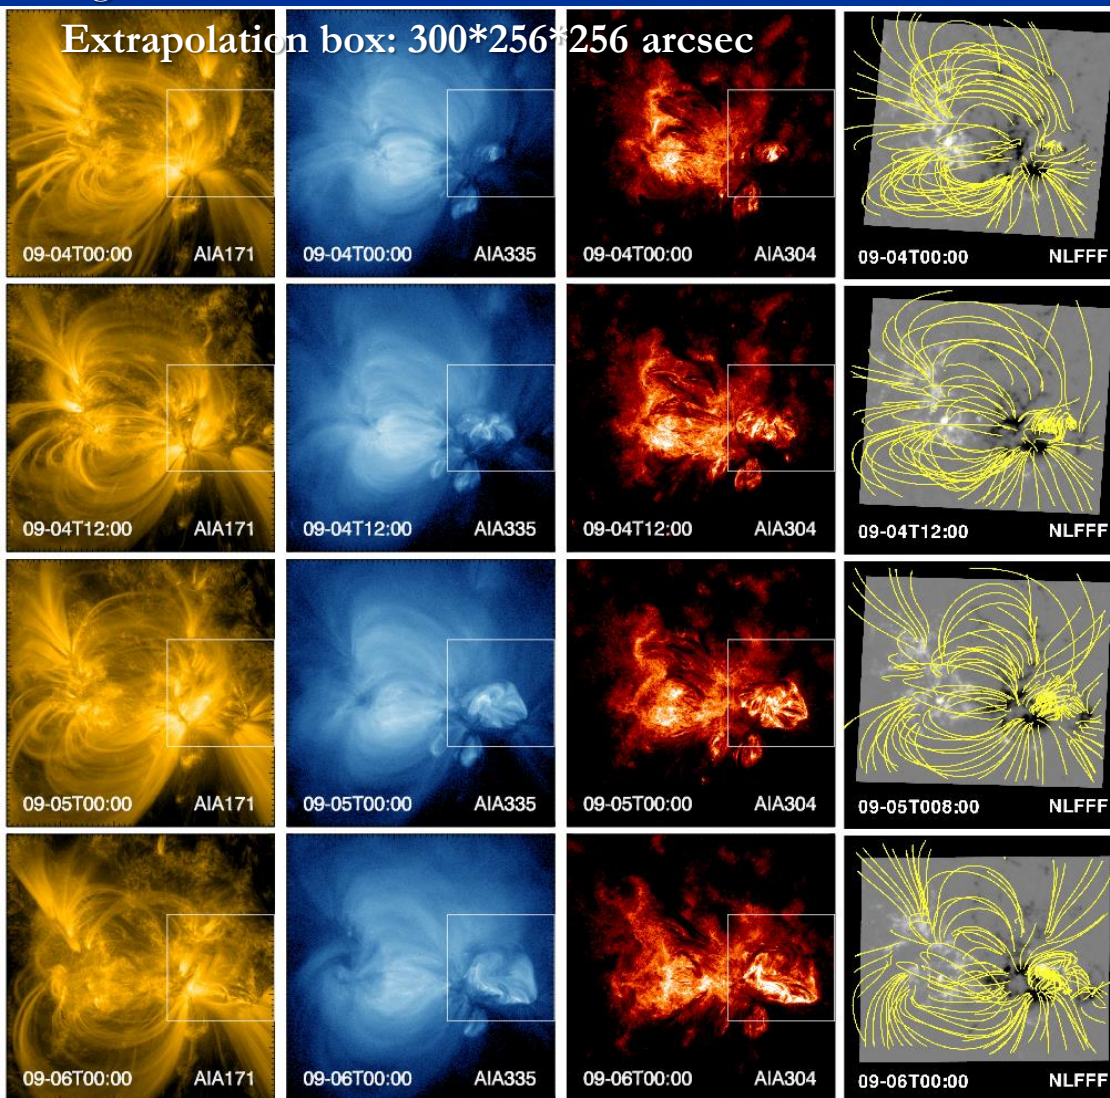 Extrapolation box: 300*256*256 arcsec
09-04T00:00 AIA171 09-04T00:00 AIA335 09-04T00:00 AIA304 09-04T00:00 NLFFF
09-04T12:00 AIA171 09-04T12:00 AIA335 09-04T12:00 AIA304 09-04T12:00 NLFFF
09-05T00:00 AIA171 09-05T00:00 AIA335 09-05T00:00 AIA304 09-05T008:00 NLFFF
09-06T00:00 AIA171 09-06T00:00 AIA335 09-06T00:00 AIA304 09-06T00:00 NLFFF